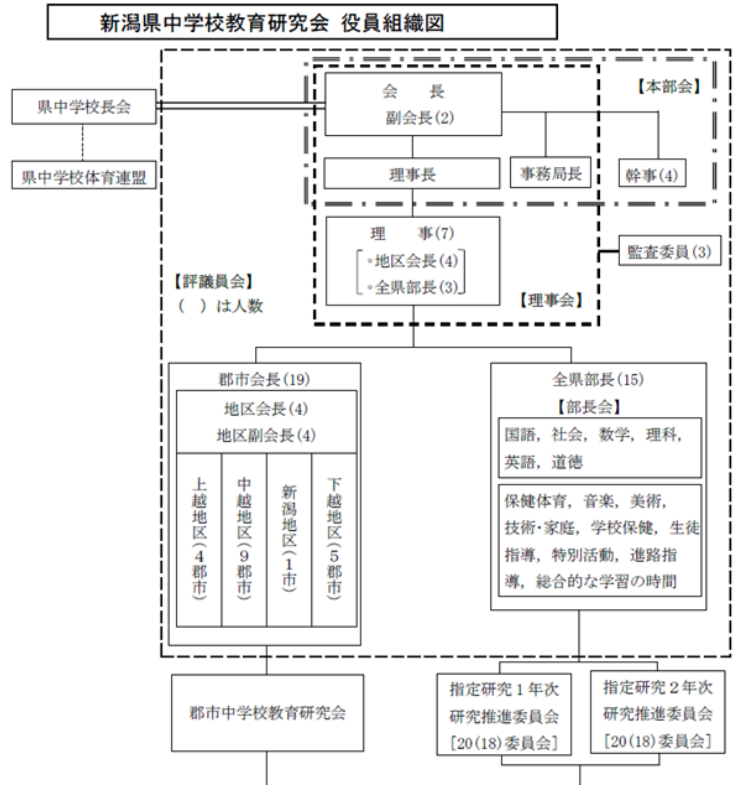 新潟県中学校教育研究会 役員組織図
【本部会】
県中学校長会
会　長
副会長(2)
県中学校体育連盟
理事長
事務局長
幹事(4)
理　事(7)
∘地区会長(4)
∘全県部長(3)
監査委員(3)
【評議員会】
(　)は人数
【理事会】
郡市会長(19)
地区会長(4)
地区副会長(4)
上越地区(4郡市)
中越地区(9郡市)
新潟地区(1市)
下越地区(5郡市)
全県部長(15)
【部長会】
国語，社会，数学，理科，
英語，道徳
保健体育，音楽，美術，
技術・家庭，学校保健，生徒
指導，特別活動，進路指
導，総合的な学習の時間
郡市中学校教育研究会
指定研究１年次
研究推進委員会
[20(18)委員会]
指定研究２年次
研究推進委員会
[20(18)委員会]